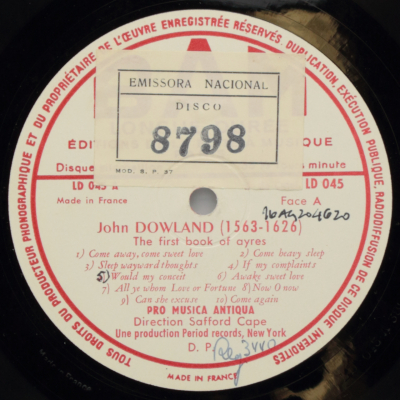 TOUS DROITS DU PRODUCTEUR PHONOGRAPHIQUE ET DU PROPRIÉTAIRE DE L'ŒUVRE ENREGISTRÉE RÉSERVÉS. DUPLICATION, EXÉCUTION PUBLIQUE, RADIODIFFUSION DE CE DISQUE INTERDITES
EMISSORA NACIONAL
DISCO
8798
MOD. B. P. 97
ÉDIT QUE
Disque minute
LD 045 A LD 045
Made in France Face A
John DOWLAND (1563-1626)
The first book of ayres
1) Come away, come sweet love 2) Come heavy sleep
3) Sleep wayward thoughts 4) If my complaints
5) Would my conceit 6) Awake sweet love
7) All ye whom Love or Fortune 8) Now O now
9) Can she excuse 10) Come again
PRO MUSICA ANTIQUA
Direction Safford Cape
Une production Period records, New York
D. P.
MADE IN FRANCE